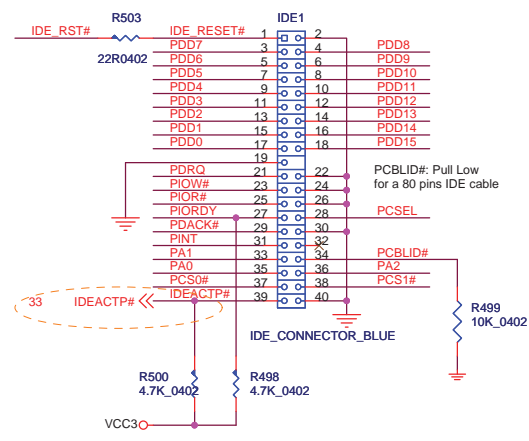 R503 IDE1
IDE_RST# IDE_RESET# 1 2
22R0402 PDD7 3 4 PDD8
PDD6 5 6 PDD9
PDD5 7 8 PDD10
PDD4 9 10 PDD11
PDD3 11 12 PDD12
PDD2 13 14 PDD13
PDD1 15 16 PDD14
PDD0 17 18 PDD15
19
PCBLID#: Pull Low
for a 80 pins IDE cable
PDRQ 21 22
PIOW# 23 24
PIOR# 25 26
PIORDY 27 28 PCSEL
PDACK# 29 30
PINT 31 32
PA1 33 34 PCBLID#
PA0 35 36 PA2
PCS0# 37 38 PCS1#
33 IDEACTP# IDEACTP# 39 40
R499
10K_0402
IDE_CONNECTOR_BLUE
R500 R498
4.7K_0402 4.7K_0402
VCC3